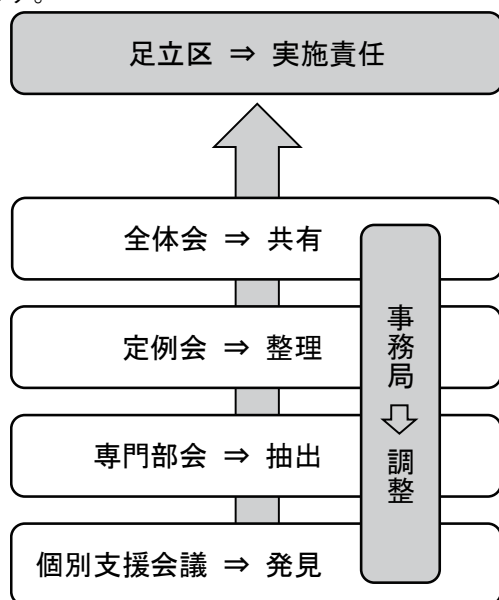 す。
足立区 ⇒ 実施責任
全体会 ⇒ 共有
定例会 ⇒ 整理
専門部会 ⇒ 抽出
個別支援会議 ⇒ 発見
事務局⇩調整